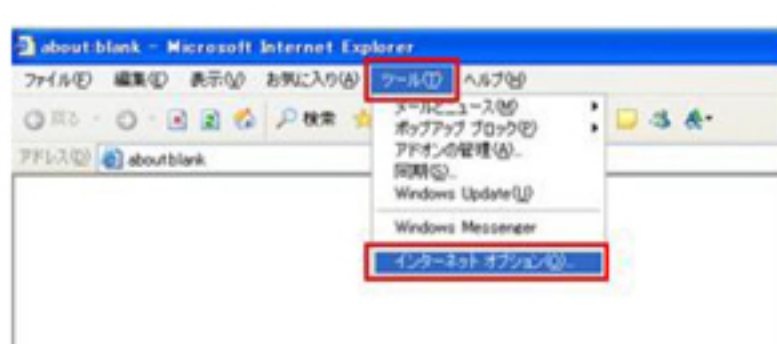 about:blank - Microsoft Internet Explorer
ファイル(F) 編集(E) 表示(V) お気に入り(A) ツール(T) ヘルプ(H)
戻る 検索
メールとニュース(M)
ポップアップ ブロック(P)
アドレス(D) about:blank
アドオンの管理(A)...
同期(S)...
Windows Update(U)
Windows Messenger
インターネット オプション(O)...